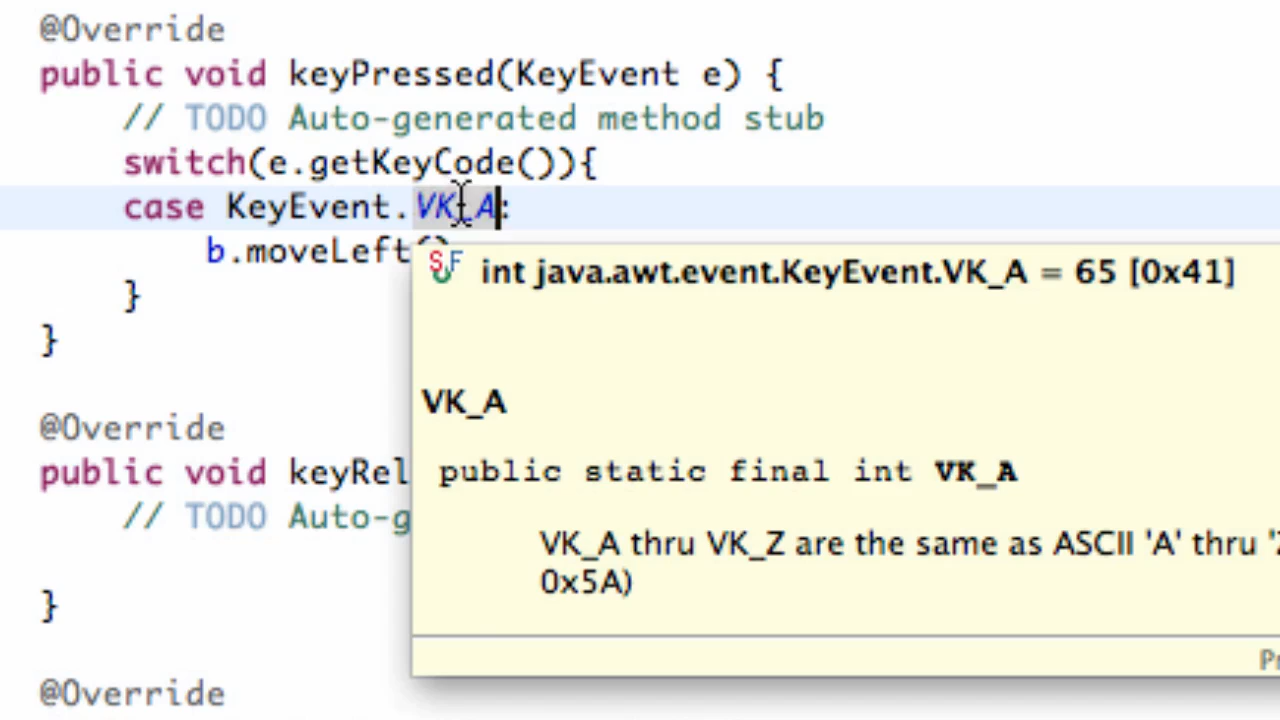 @Override
public void keyPressed(KeyEvent e) {
// TODO Auto-generated method stub
switch(e.getKeyCode()){
case KeyEvent.VK_A:
b.moveLeft()
int java.awt.event.KeyEvent.VK_A = 65 [0x41]
}
}
VK_A
@Override
public void keyRel
public static final int VK_A
// TODO Auto-g
VK_A thru VK_Z are the same as ASCII 'A' thru 'Z
0x5A)
}
@Override